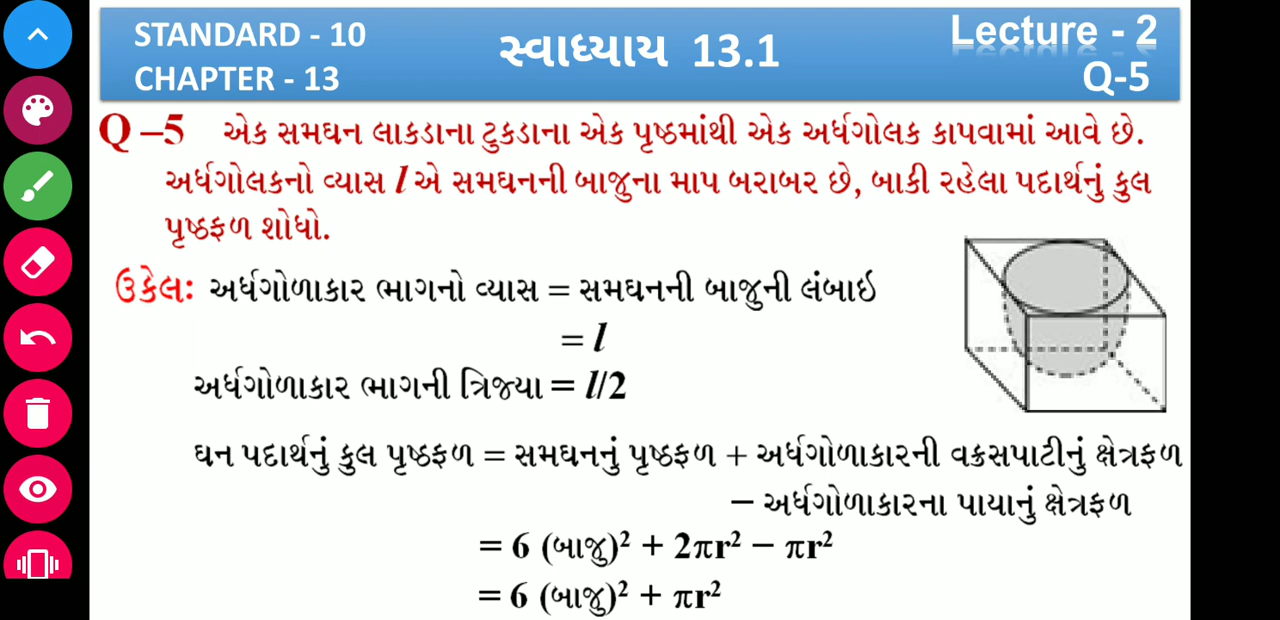 STANDARD - 10
CHAPTER - 13
સ્વાધ્યાય 13.1
Lecture - 2
Q-5
Q –5 એક સમઘન લાકડાના ટુકડાના એક પૃષ્ઠમાંથી એક અર્ધગોલક કાપવામાં આવે છે.
અર્ધગોલકનો વ્યાસ l એ સમઘનની બાજુના માપ બરાબર છે, બાકી રહેલા પદાર્થનું કુલ
પૃષ્ઠફળ શોધો.
ઉકેલ: અર્ધગોળાકાર ભાગનો વ્યાસ = સમઘનની બાજુની લંબાઇ
= l
અર્ધગોળાકાર ભાગની ત્રિજ્યા = l/2
ઘન પદાર્થનું કુલ પૃષ્ઠફળ = સમઘનનું પૃષ્ઠફળ + અર્ધગોળાકારની વક્રસપાટીનું ક્ષેત્રફળ
– અર્ધગોળાકારના પાયાનું ક્ષેત્રફળ
= 6 (બાજુ)² + 2πr² – πr²
= 6 (બાજુ)² + πr²